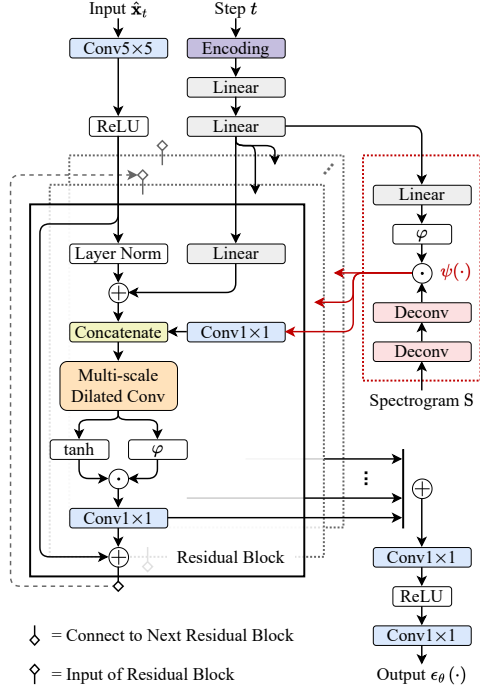 Input x̂ₜ
Step t
Conv5×5
Encoding
Linear
ReLU
Linear
Linear
φ
ψ(·)
Layer Norm
Linear
Deconv
Concatenate
Conv1×1
Deconv
Multi-scale
Dilated Conv
Spectrogram S
tanh
φ
Conv1×1
Residual Block
Conv1×1
ReLU
= Connect to Next Residual Block
Conv1×1
= Input of Residual Block
Output ϵ_θ(·)